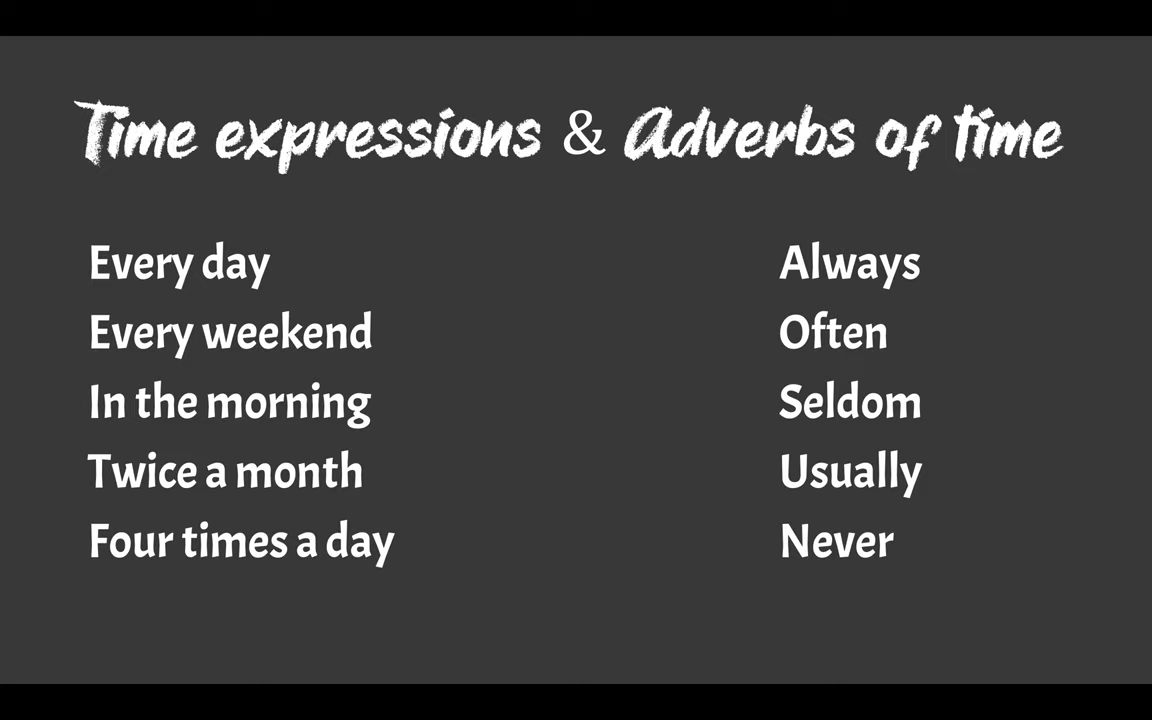 Time expressions & Adverbs of time
Every day
Every weekend
In the morning
Twice a month
Four times a day
Always
Often
Seldom
Usually
Never